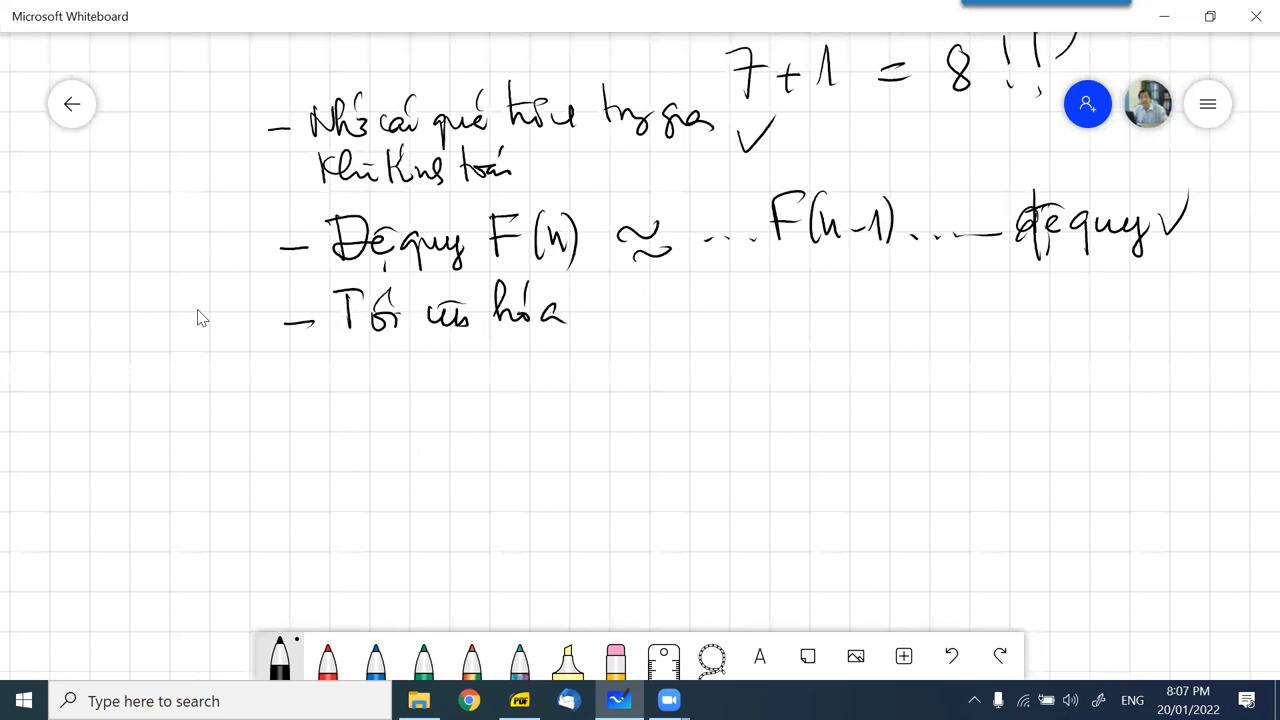 Microsoft Whiteboard
7 + 1 = 8 !!?
- Nhớ cái quá trung gian ✓
khi tính toán
- Đệ quy F(n) ≈ ... F(n-1) ... — đệ quy ✓
- Tối ưu hóa
Type here to search
PDF
ENG
8:07 PM
20/01/2022